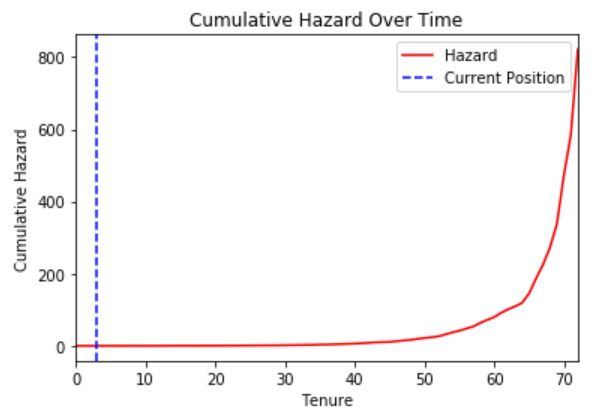 Cumulative Hazard Over Time
Hazard
Current Position
Cumulative Hazard
800
600
400
200
0
0 10 20 30 40 50 60 70
Tenure